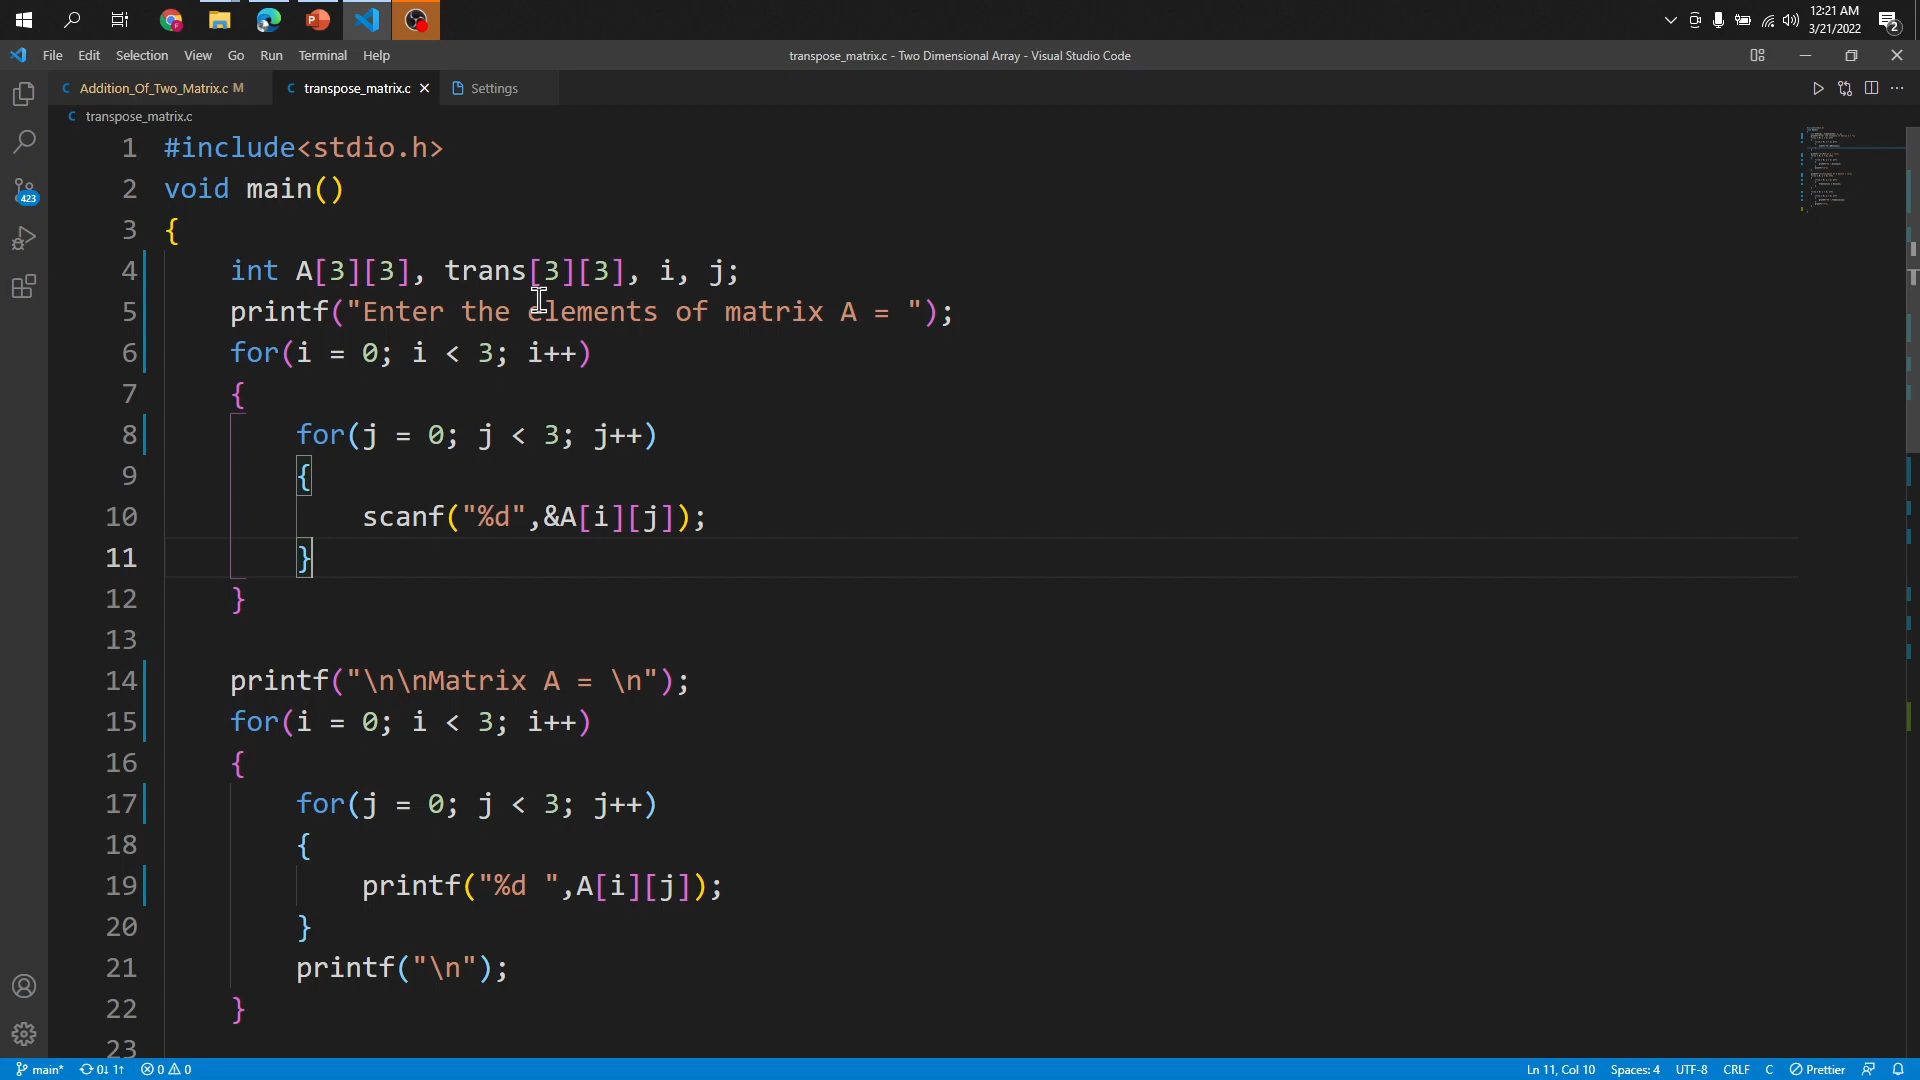 12:21 AM
3/21/2022
2
File Edit Selection View Go Run Terminal Help
transpose_matrix.c - Two Dimensional Array - Visual Studio Code
C Addition_Of_Two_Matrix.c M
C transpose_matrix.c
Settings
C transpose_matrix.c
423
1 #include<stdio.h>
2 void main()
3 {
4 int A[3][3], trans[3][3], i, j;
5 printf("Enter the elements of matrix A = ");
6 for(i = 0; i < 3; i++)
7 {
8 for(j = 0; j < 3; j++)
9 {
10 scanf("%d",&A[i][j]);
11 }
12 }
13
14 printf("\n\nMatrix A = \n");
15 for(i = 0; i < 3; i++)
16 {
17 for(j = 0; j < 3; j++)
18 {
19 printf("%d ",A[i][j]);
20 }
21 printf("\n");
22 }
23
main* 0↓ 1↑ 0 0 Ln 11, Col 10 Spaces: 4 UTF-8 CRLF C Prettier